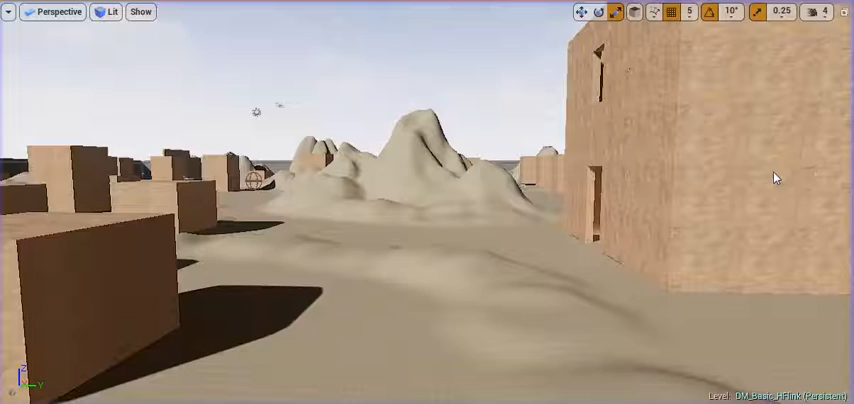 Perspective Lit Show 5 10° 0.25 4
Z
Y
Level: DM_Basic_HFlink (Persistent)